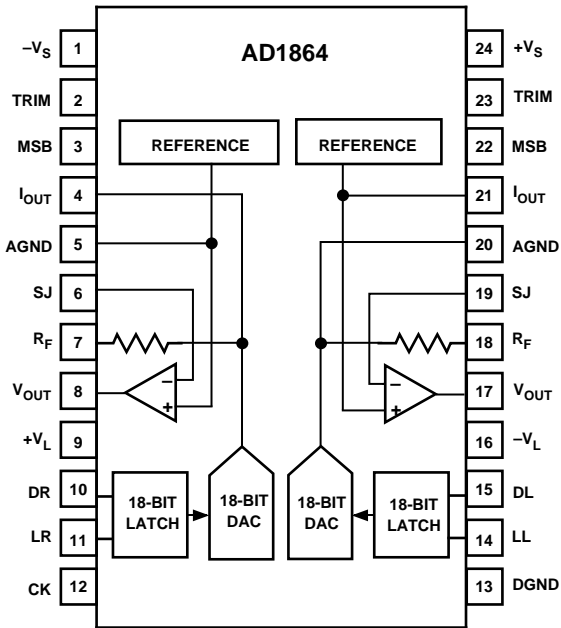 AD1864
–VS 1
24 +VS
TRIM 2
23 TRIM
MSB 3
REFERENCE
REFERENCE
22 MSB
IOUT 4
21 IOUT
AGND 5
20 AGND
SJ 6
19 SJ
RF 7
18 RF
VOUT 8
–
+
–
+
17 VOUT
+VL 9
16 –VL
DR 10
18-BIT
LATCH
18-BIT
DAC
18-BIT
DAC
18-BIT
LATCH
15 DL
LR 11
14 LL
CK 12
13 DGND